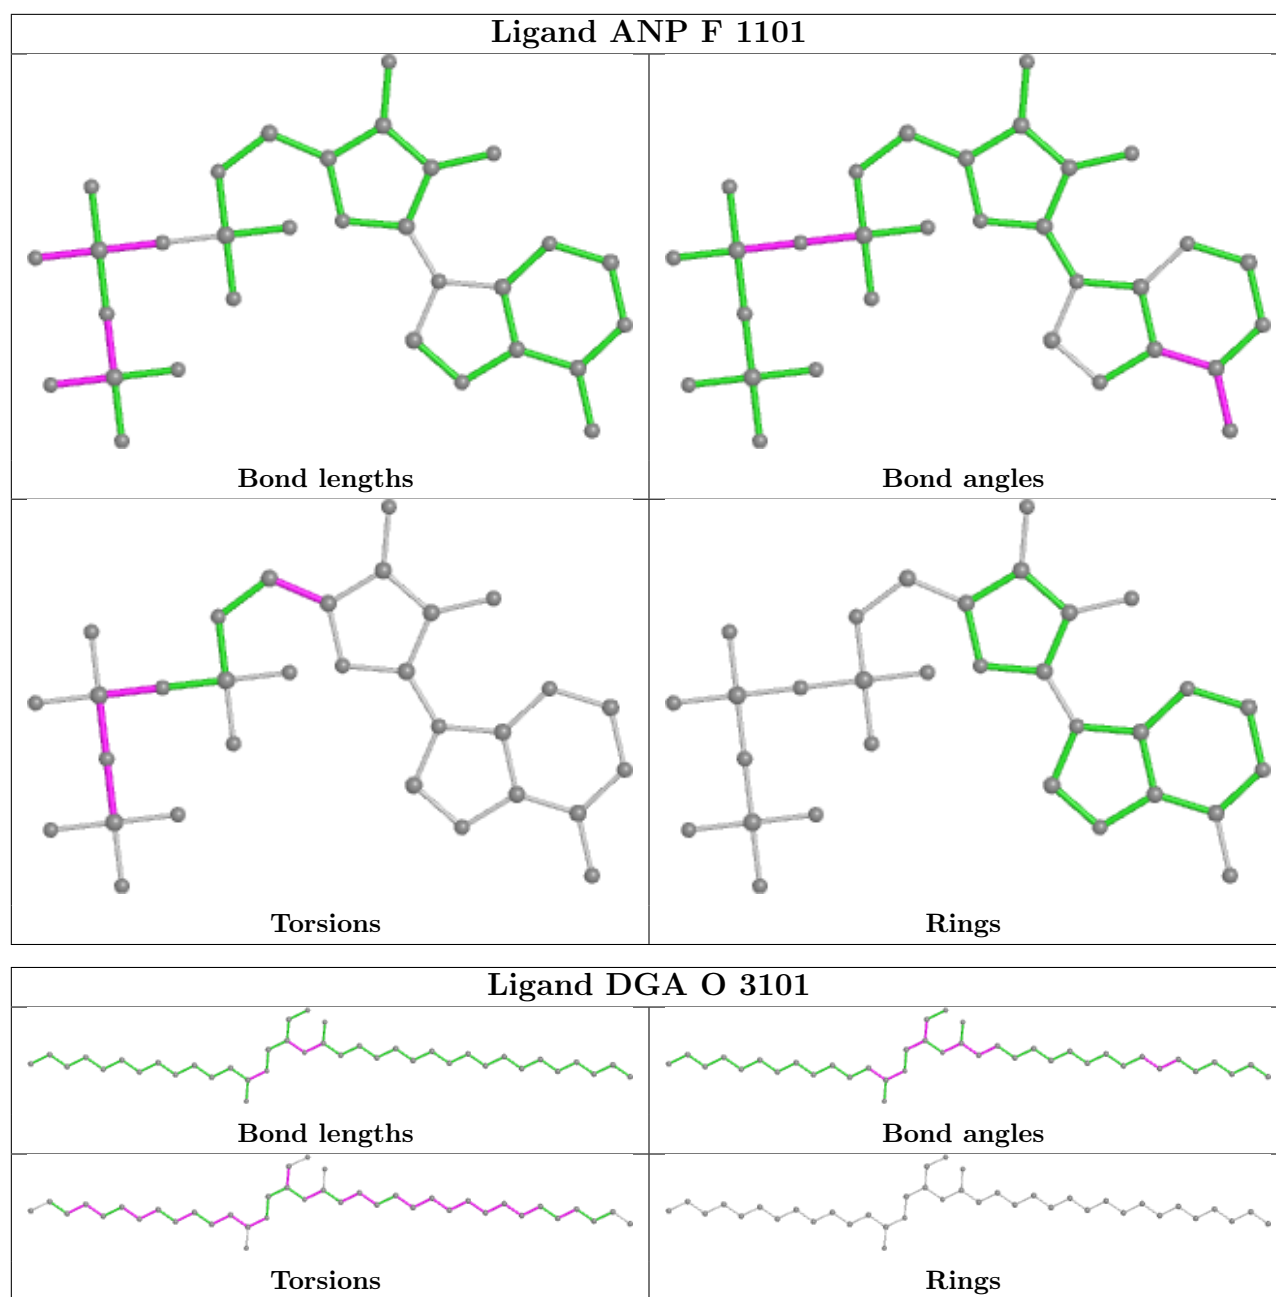 Ligand ANP F 1101
Bond lengths
Bond angles
Torsions
Rings
Ligand DGA O 3101
Bond lengths
Bond angles
Torsions
Rings